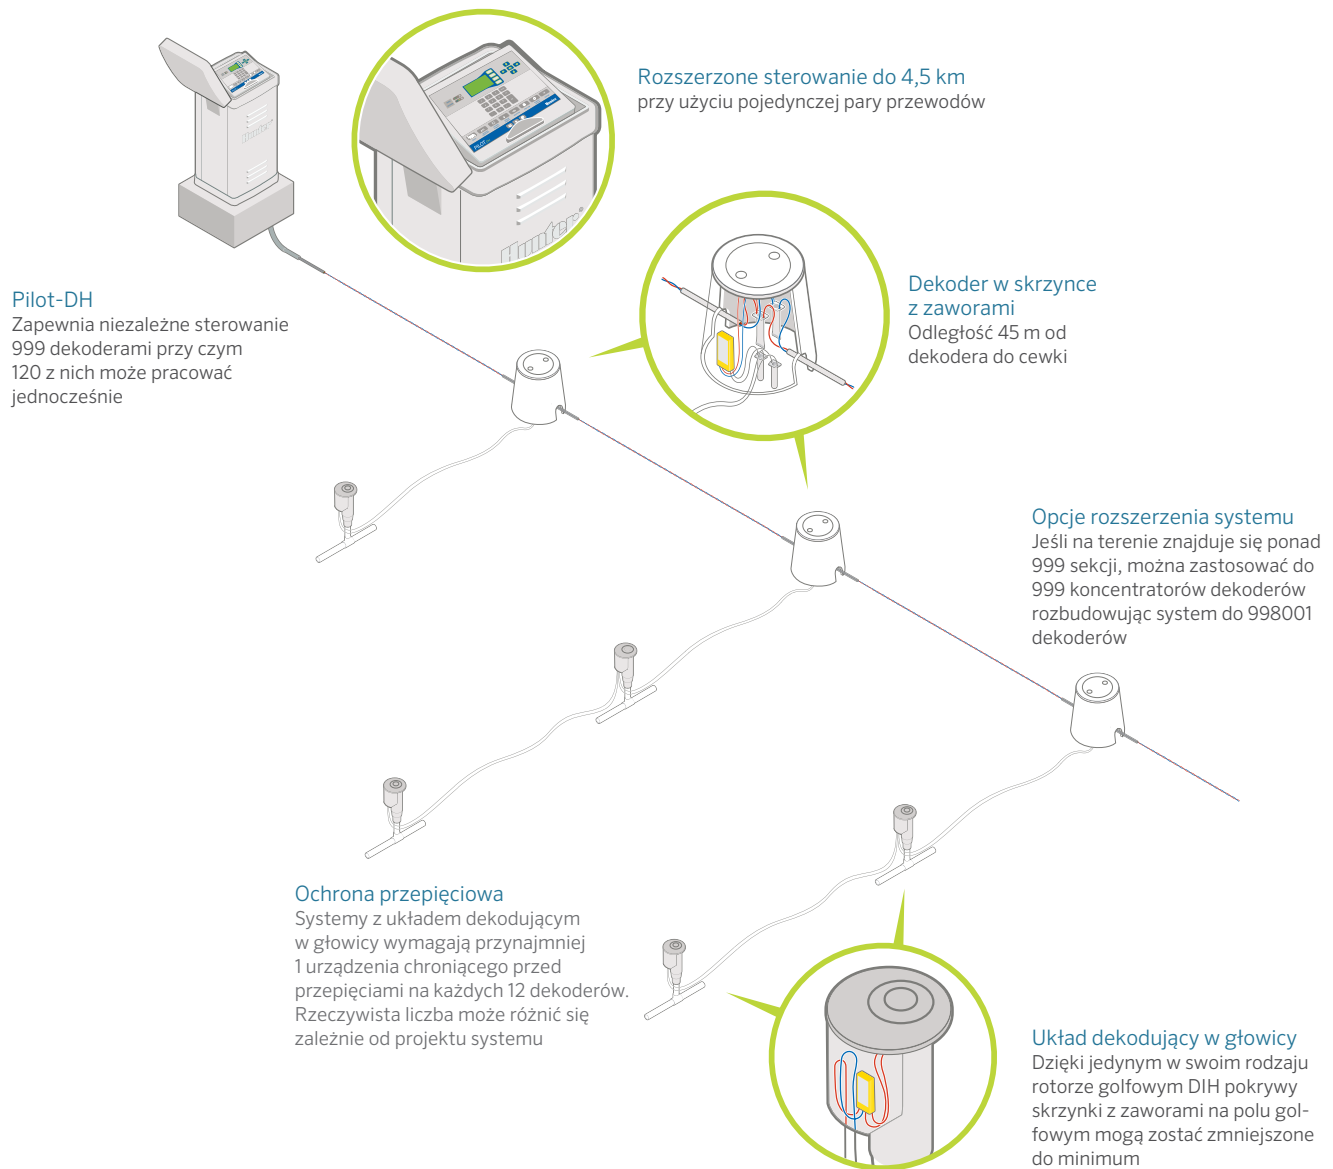 Rozszerzone sterowanie do 4,5 km
przy użyciu pojedynczej pary przewodów
PILOT
Hunter
Pilot-DH
Zapewnia niezależne sterowanie
999 dekoderami przy czym
120 z nich może pracować
jednocześnie
Dekoder w skrzynce
z zaworami
Odległość 45 m od
dekodera do cewki
Opcje rozszerzenia systemu
Jeśli na terenie znajduje się ponad
999 sekcji, można zastosować do
999 koncentratorów dekoderów
rozbudowując system do 998001
dekoderów
Ochrona przepięciowa
Systemy z układem dekodującym
w głowicy wymagają przynajmniej
1 urządzenia chroniącego przed
przepięciami na każdych 12 dekoderów.
Rzeczywista liczba może różnić się
zależnie od projektu systemu
Układ dekodujący w głowicy
Dzięki jedynym w swoim rodzaju
rotorze golfowym DIH pokrywy
skrzynki z zaworami na polu gol-
fowym mogą zostać zmniejszone
do minimum